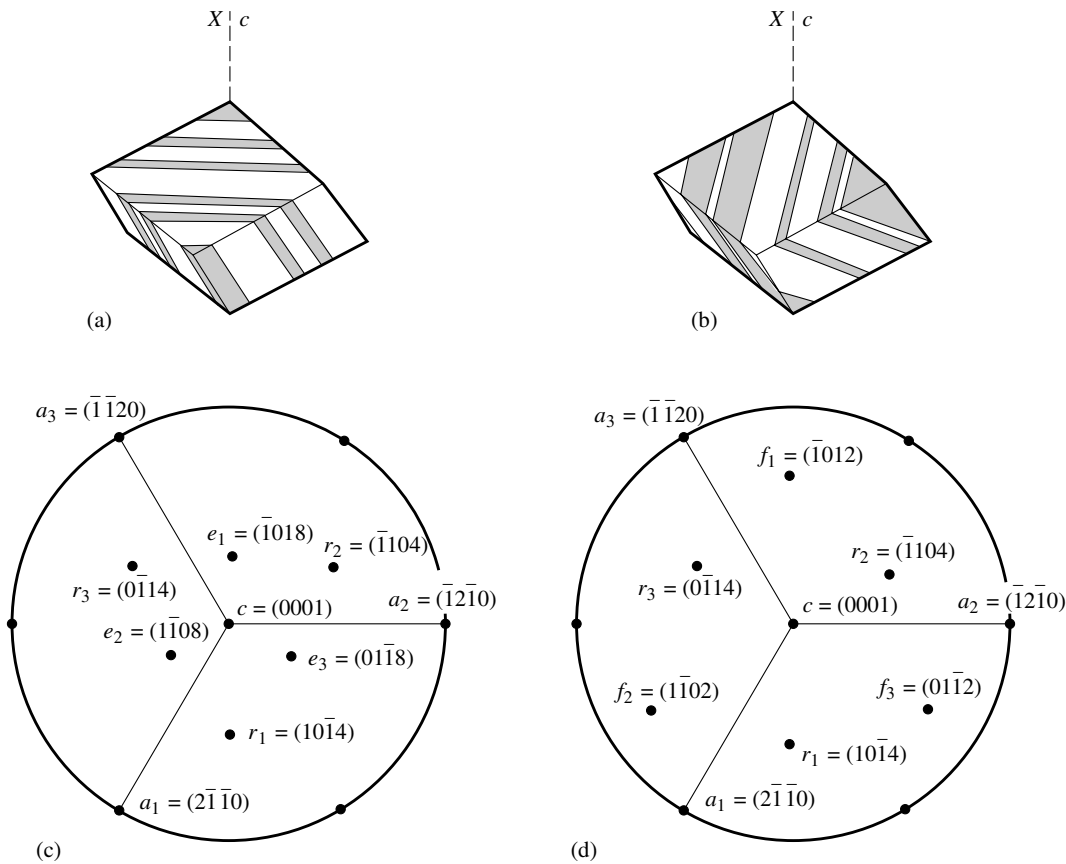 X c
X c
(a)
(b)
a₃ = (1̅ 1̅20)
e₁ = (1̅018)
r₂ = (1̅104)
r₃ = (01̅14)
c = (0001)
a₂ = (1̅21̅0)
e₂ = (11̅08)
e₃ = (011̅8)
r₁ = (101̅4)
a₁ = (21̅ 1̅0)
(c)
a₃ = (1̅ 1̅20)
f₁ = (1̅012)
r₂ = (1̅104)
r₃ = (01̅14)
c = (0001)
a₂ = (1̅21̅0)
f₂ = (11̅02)
f₃ = (011̅2)
r₁ = (101̅4)
a₁ = (21̅ 1̅0)
(d)